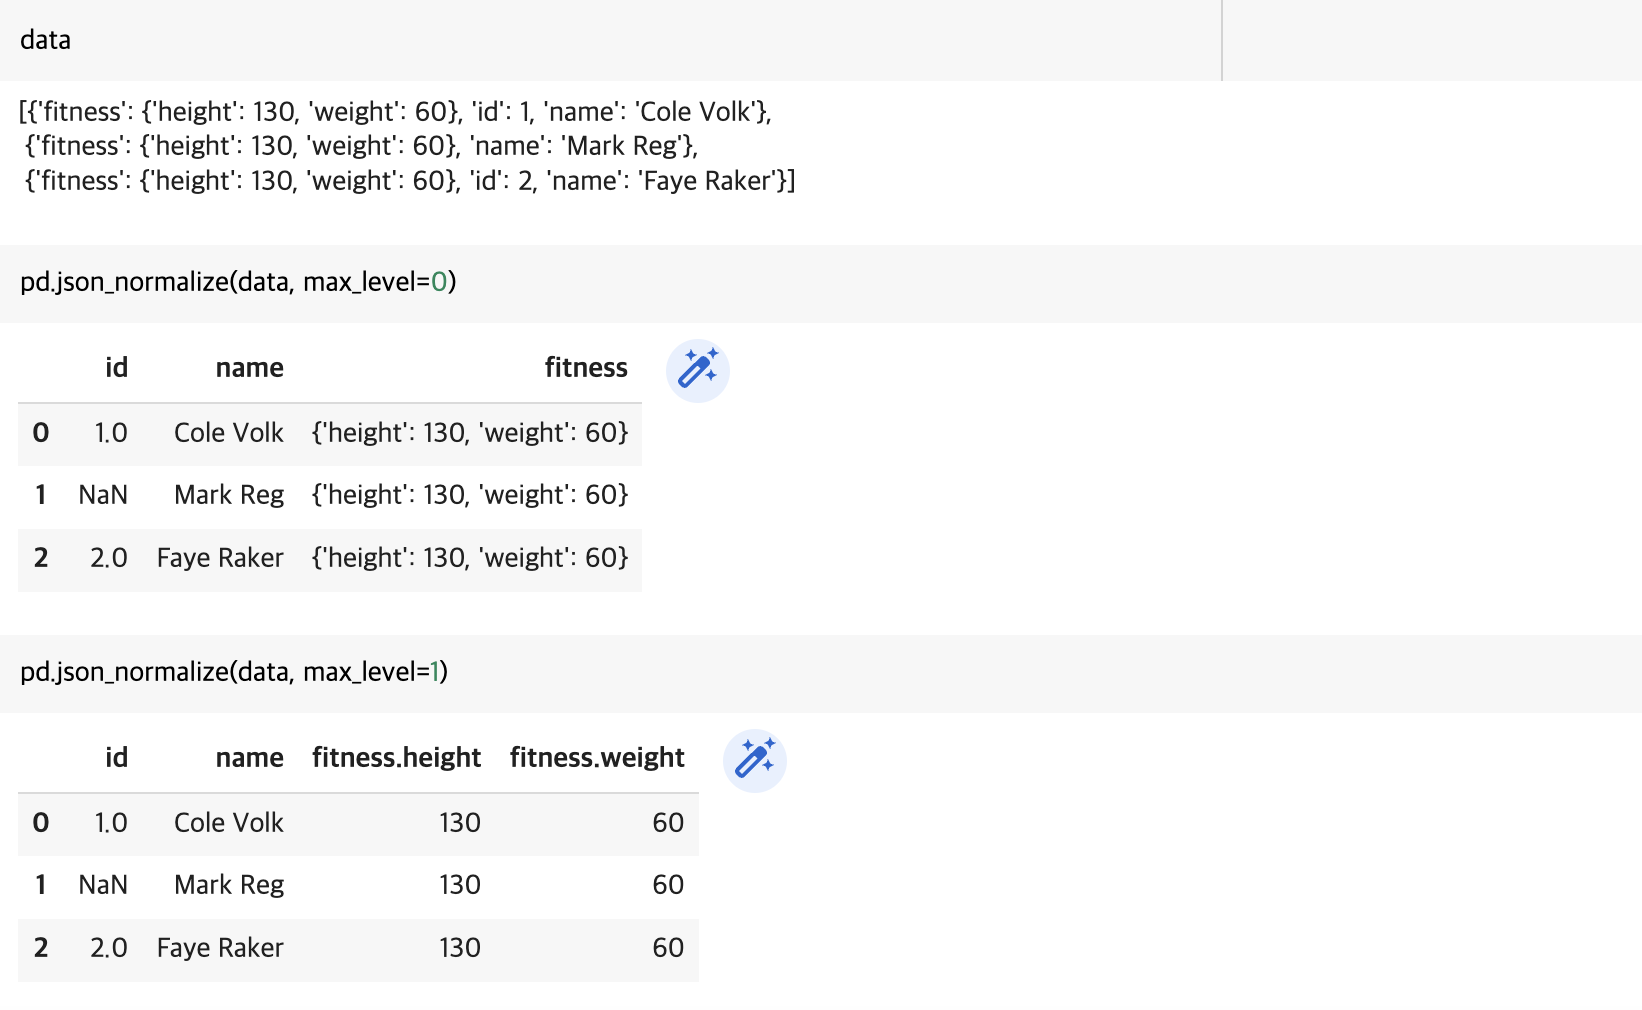 data
[{'fitness': {'height': 130, 'weight': 60}, 'id': 1, 'name': 'Cole Volk'},
{'fitness': {'height': 130, 'weight': 60}, 'name': 'Mark Reg'},
{'fitness': {'height': 130, 'weight': 60}, 'id': 2, 'name': 'Faye Raker'}]
pd.json_normalize(data, max_level=0)
id name fitness
0 1.0 Cole Volk {'height': 130, 'weight': 60}
1 NaN Mark Reg {'height': 130, 'weight': 60}
2 2.0 Faye Raker {'height': 130, 'weight': 60}
pd.json_normalize(data, max_level=1)
id name fitness.height fitness.weight
0 1.0 Cole Volk 130 60
1 NaN Mark Reg 130 60
2 2.0 Faye Raker 130 60